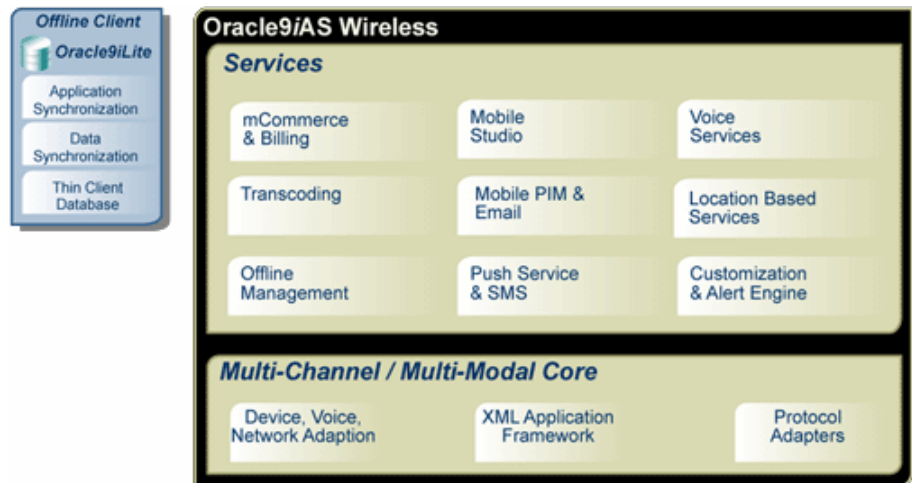 Offline Client
Oracle9iLite
Application
Synchronization
Data
Synchronization
Thin Client
Database
Oracle9iAS Wireless
Services
mCommerce
& Billing
Mobile
Studio
Voice
Services
Transcoding
Mobile PIM &
Email
Location Based
Services
Offline
Management
Push Service
& SMS
Customization
& Alert Engine
Multi-Channel / Multi-Modal Core
Device, Voice,
Network Adaption
XML Application
Framework
Protocol
Adapters